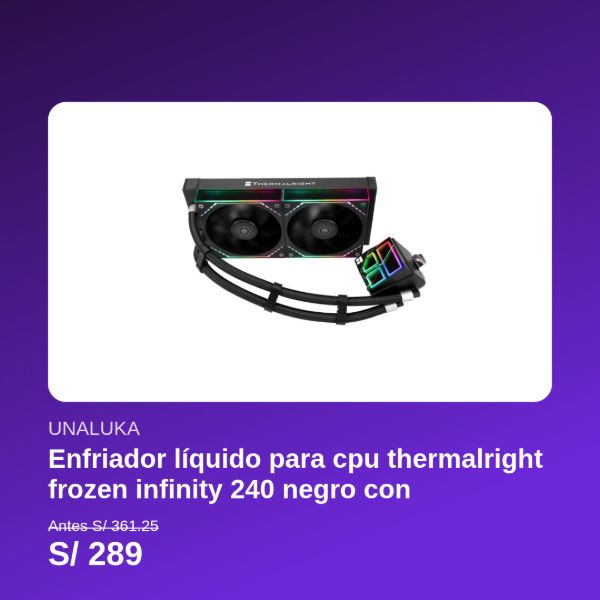 THERMALRIGHT
UNALUKA
Enfriador líquido para cpu thermalright
frozen infinity 240 negro con
Antes S/ 361.25
S/ 289